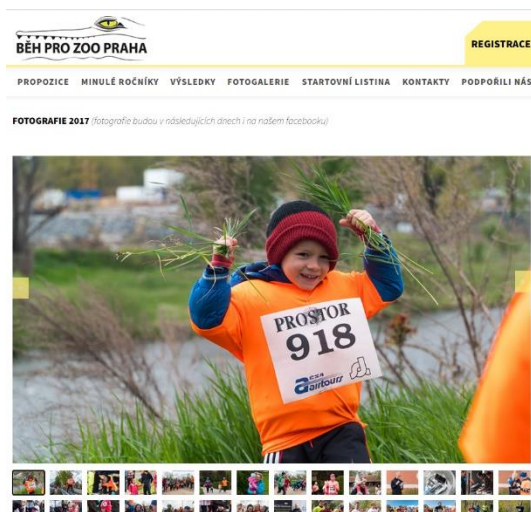 BĚH PRO ZOO PRAHA
REGISTRACE
PROPOZICE MINULÉ ROČNÍKY VÝSLEDKY FOTOGALERIE STARTOVNÍ LISTINA KONTAKTY PODPOŘILI NÁS
FOTOGRAFIE 2017 (fotografie budou v následujících dnech i na našem facebooku)
PROSTOR
918